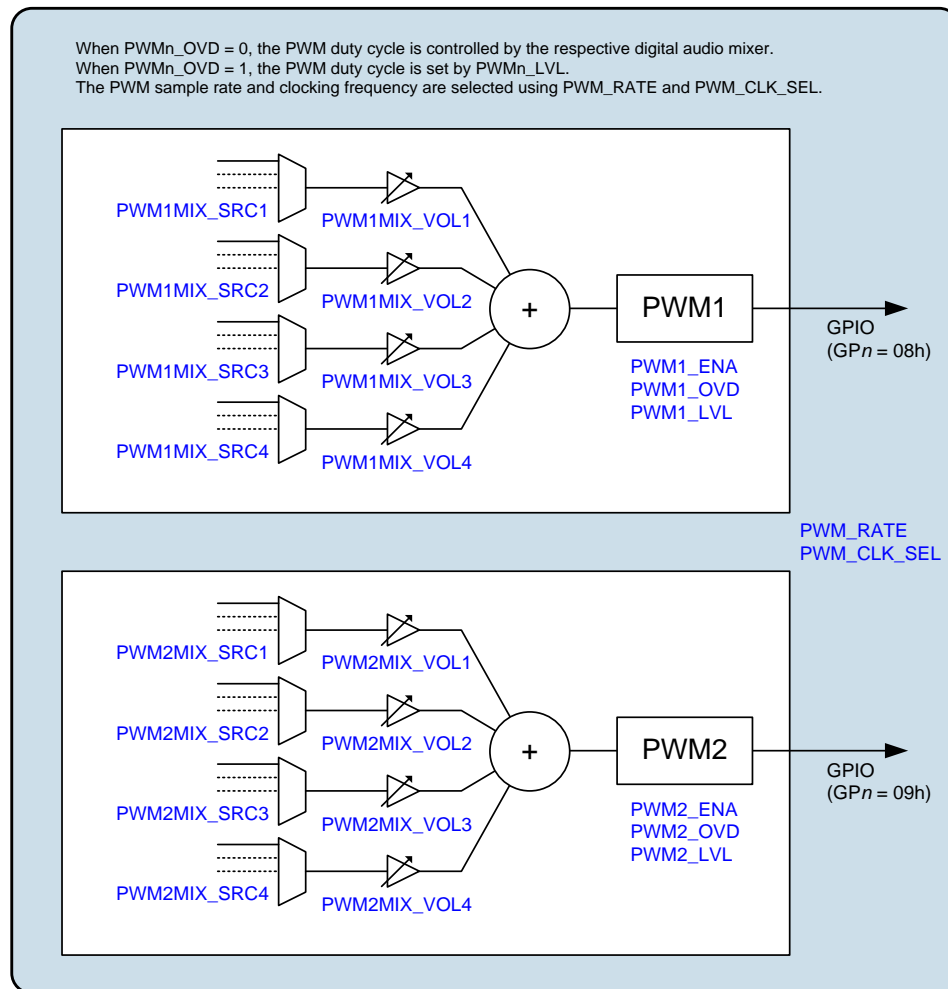 When PWMn_OVD = 0, the PWM duty cycle is controlled by the respective digital audio mixer.
When PWMn_OVD = 1, the PWM duty cycle is set by PWMn_LVL.
The PWM sample rate and clocking frequency are selected using PWM_RATE and PWM_CLK_SEL.
PWM1MIX_SRC1
PWM1MIX_VOL1
PWM1MIX_SRC2
PWM1MIX_VOL2
PWM1MIX_SRC3
PWM1MIX_VOL3
PWM1MIX_SRC4
PWM1MIX_VOL4
+
PWM1
PWM1_ENA
PWM1_OVD
PWM1_LVL
GPIO
(GPn = 08h)
PWM_RATE
PWM_CLK_SEL
PWM2MIX_SRC1
PWM2MIX_VOL1
PWM2MIX_SRC2
PWM2MIX_VOL2
PWM2MIX_SRC3
PWM2MIX_VOL3
PWM2MIX_SRC4
PWM2MIX_VOL4
+
PWM2
PWM2_ENA
PWM2_OVD
PWM2_LVL
GPIO
(GPn = 09h)